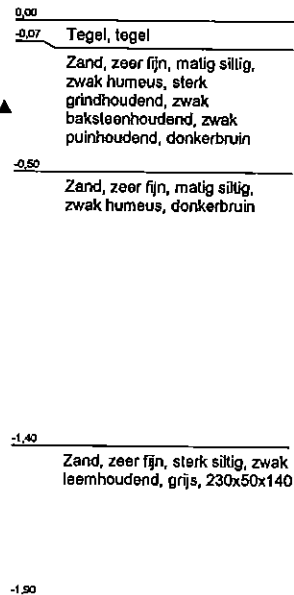 0,00
-0,07 Tegel, tegel
Zand, zeer fijn, matig siltig,
zwak humeus, sterk
grindhoudend, zwak
baksteenhoudend, zwak
puinhoudend, donkerbruin
-0,50
Zand, zeer fijn, matig siltig,
zwak humeus, donkerbruin
-1,40
Zand, zeer fijn, sterk siltig, zwak
leemhoudend, grijs, 230x50x140
-1,90